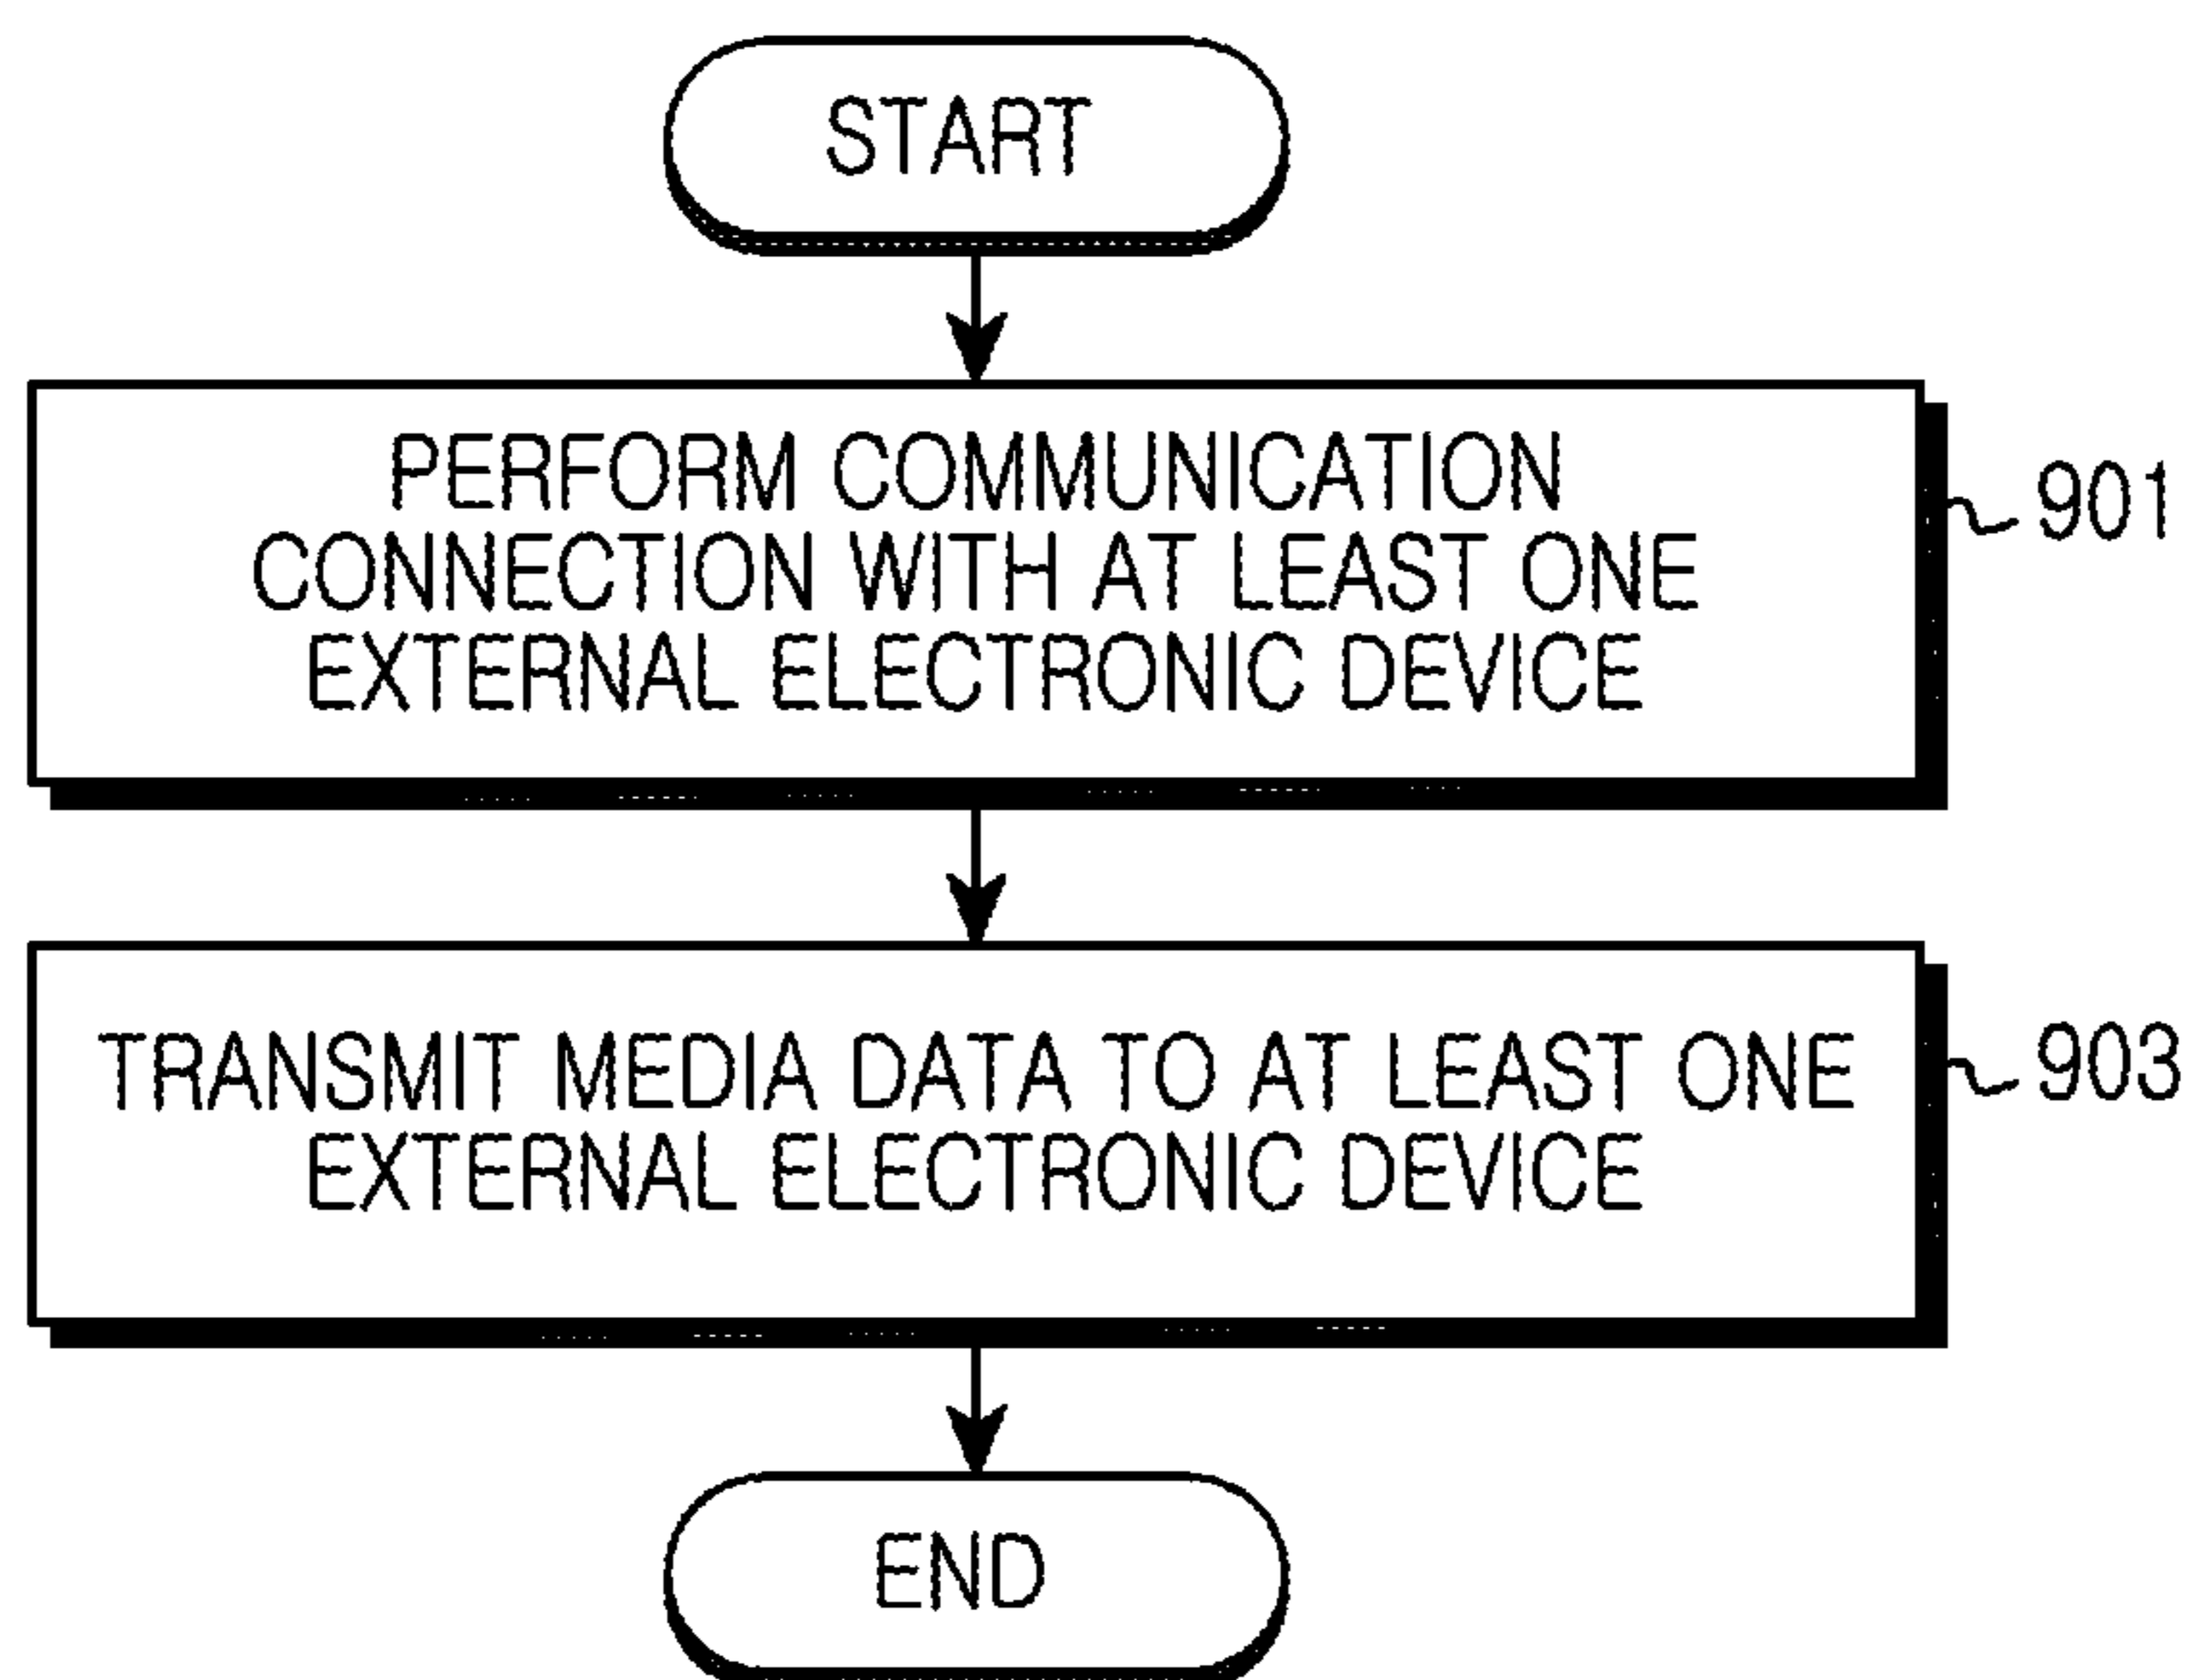 START
PERFORM COMMUNICATION
CONNECTION WITH AT LEAST ONE
EXTERNAL ELECTRONIC DEVICE
901
TRANSMIT MEDIA DATA TO AT LEAST ONE
EXTERNAL ELECTRONIC DEVICE
903
END